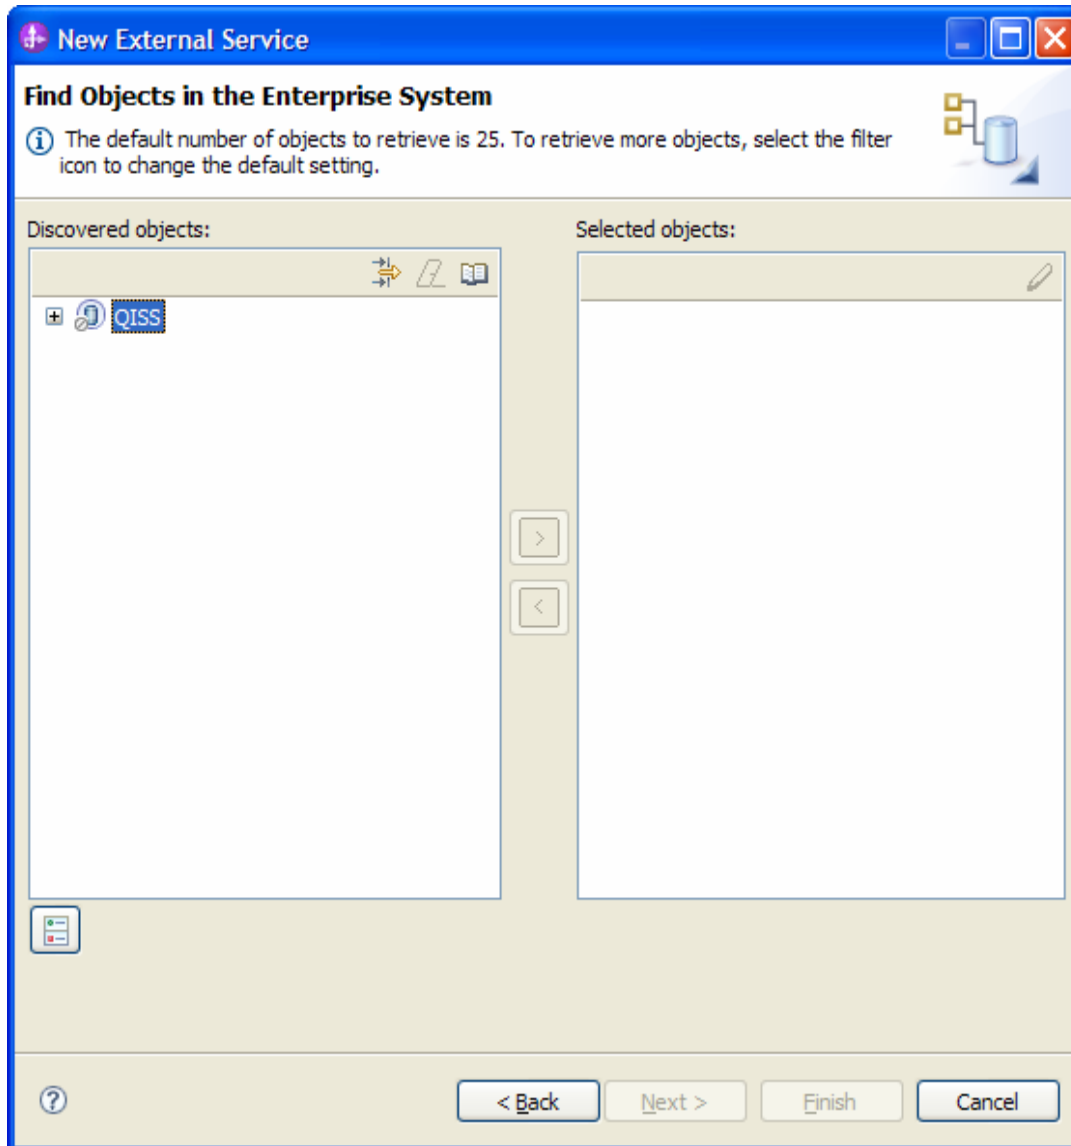 New External Service
Find Objects in the Enterprise System
The default number of objects to retrieve is 25. To retrieve more objects, select the filter
icon to change the default setting.
Discovered objects:
Selected objects:
QISS
>
<
< Back
Next >
Finish
Cancel